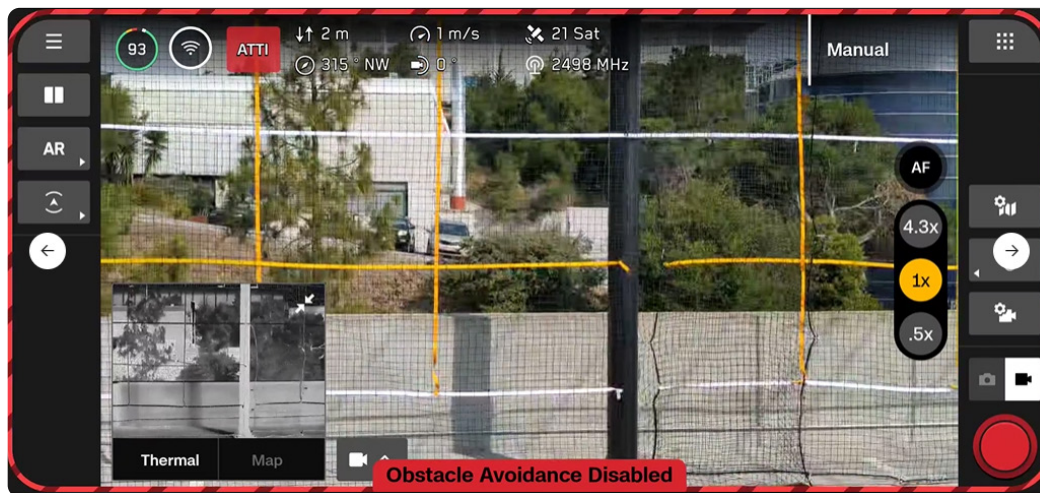 93
ATTI
2 m
1 m/s
21 Sat
315 ° NW
0 °
2498 MHz
Manual
AR
AF
4.3x
1x
.5x
Thermal
Map
Obstacle Avoidance Disabled